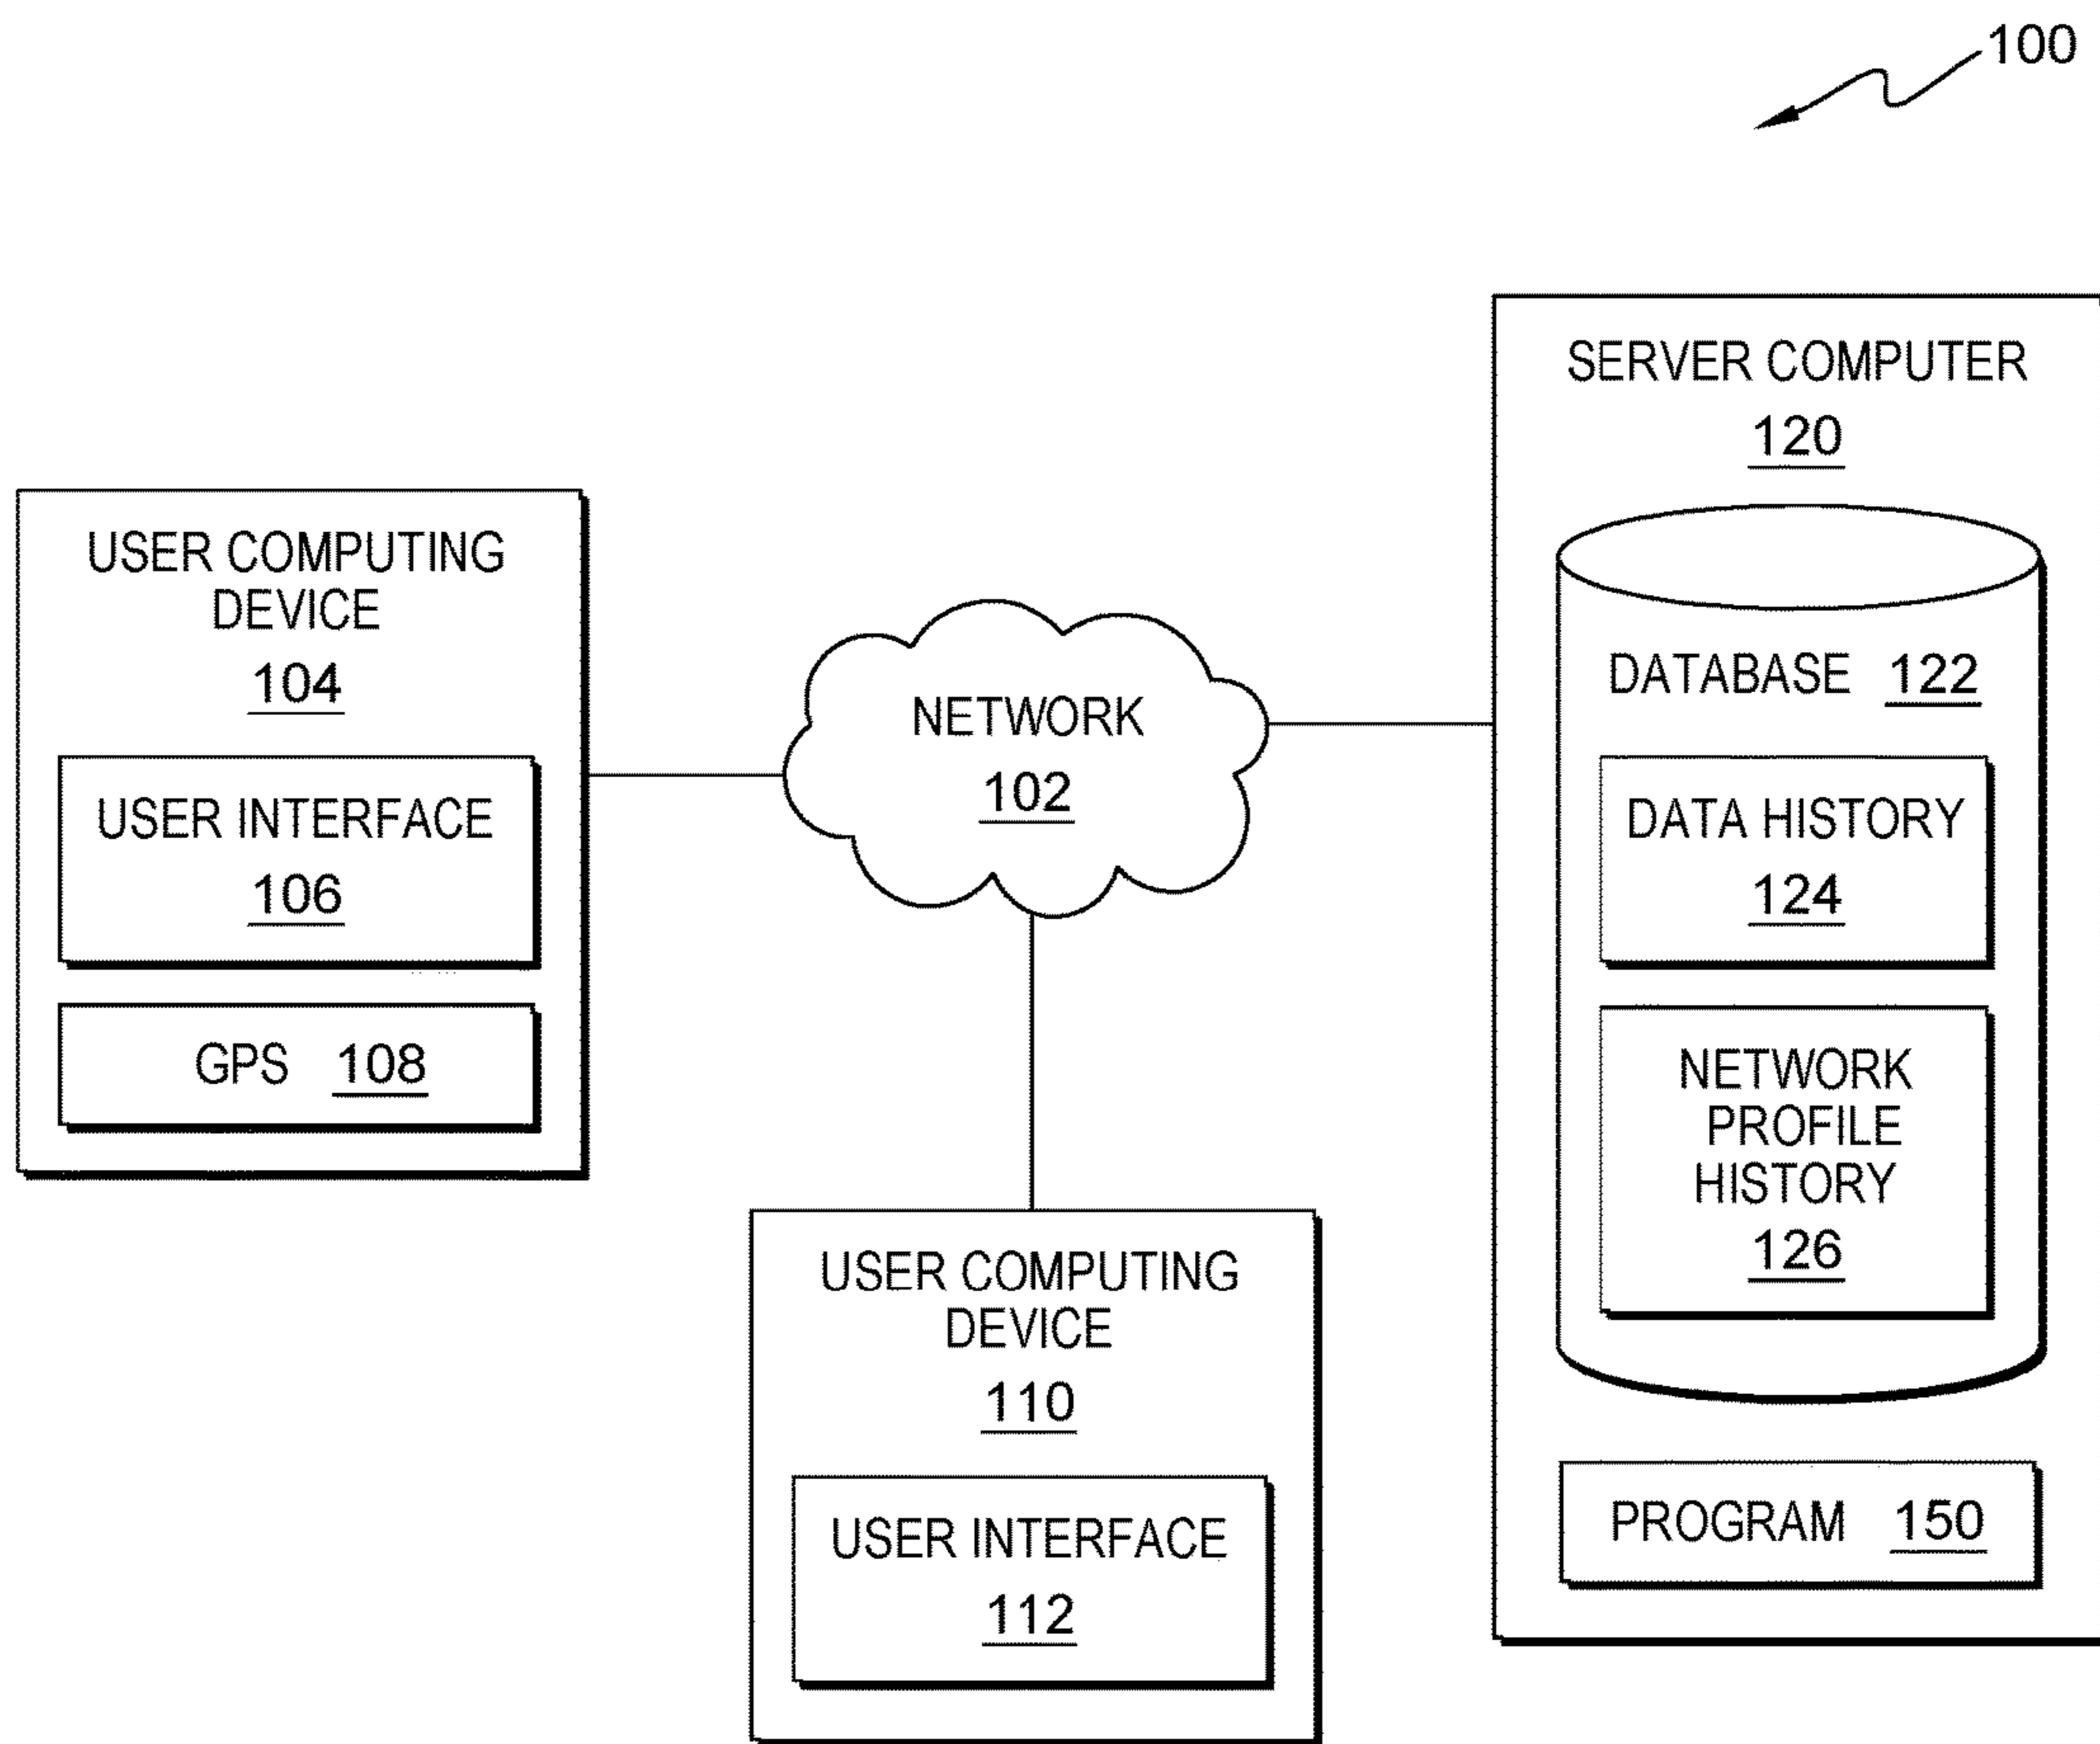 100
SERVER COMPUTER
120
DATABASE 122
DATA HISTORY
124
NETWORK
PROFILE
HISTORY
126
PROGRAM 150
USER COMPUTING
DEVICE
104
USER INTERFACE
106
GPS 108
NETWORK
102
USER COMPUTING
DEVICE
110
USER INTERFACE
112